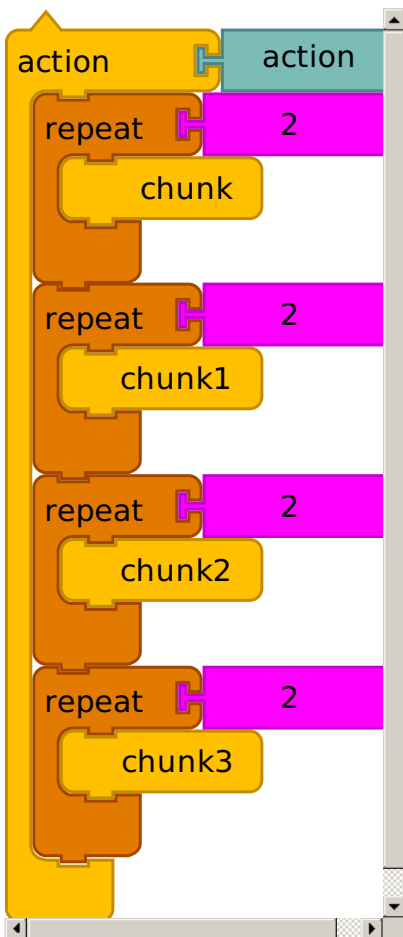 action action
repeat 2
chunk
repeat 2
chunk1
repeat 2
chunk2
repeat 2
chunk3